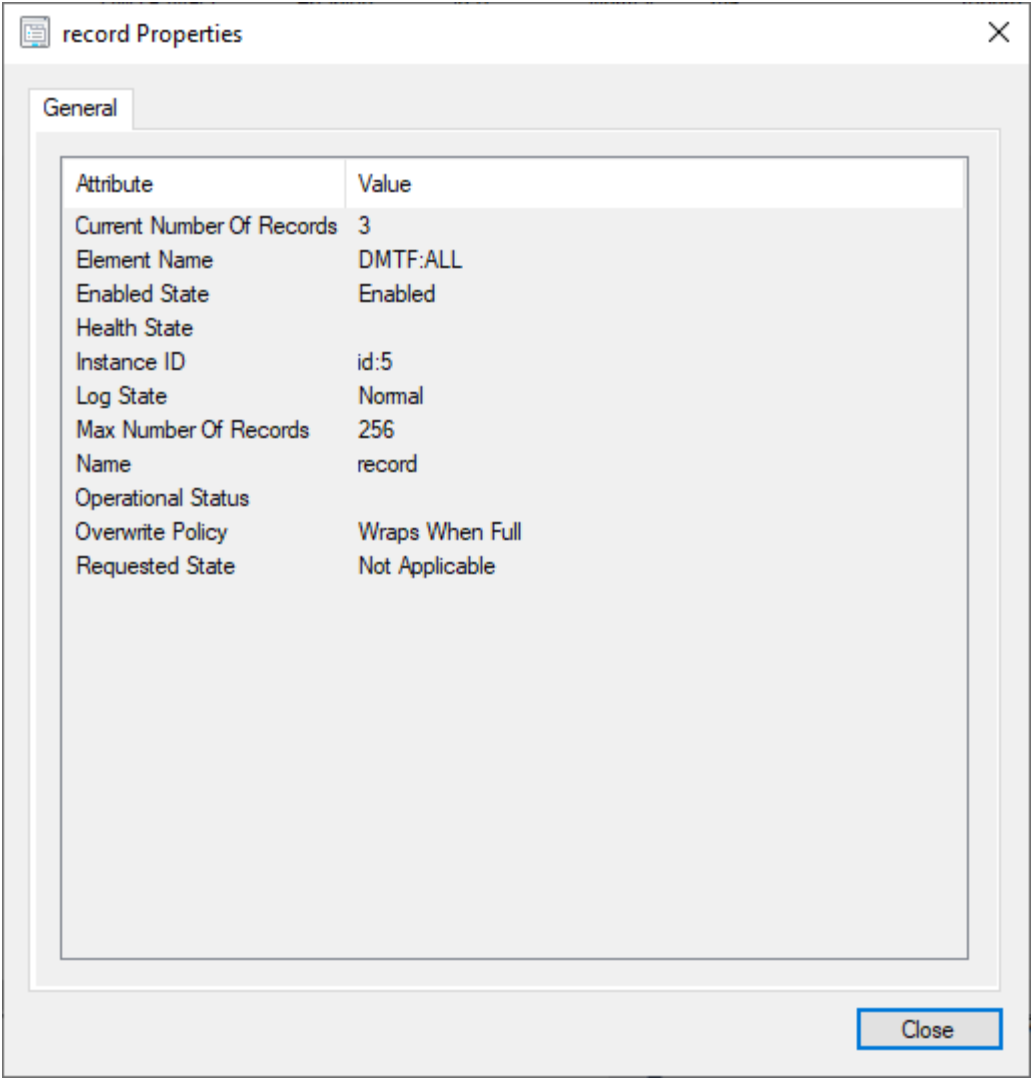 record Properties
General
Attribute Value
Current Number Of Records 3
Element Name DMTF:ALL
Enabled State Enabled
Health State
Instance ID id:5
Log State Normal
Max Number Of Records 256
Name record
Operational Status
Overwrite Policy Wraps When Full
Requested State Not Applicable
Close